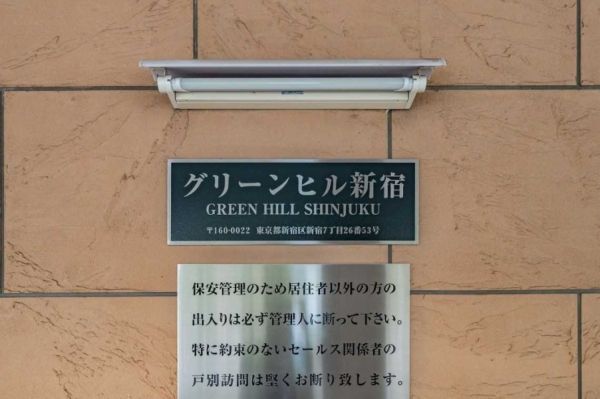 グリーンヒル新宿
GREEN HILL SHINJUKU
〒160-0022 東京都新宿区新宿7丁目26番53号
保安管理のため居住者以外の方の
出入りは必ず管理人に断って下さい。
特に約束のないセールス関係者の
戸別訪問は堅くお断り致します。